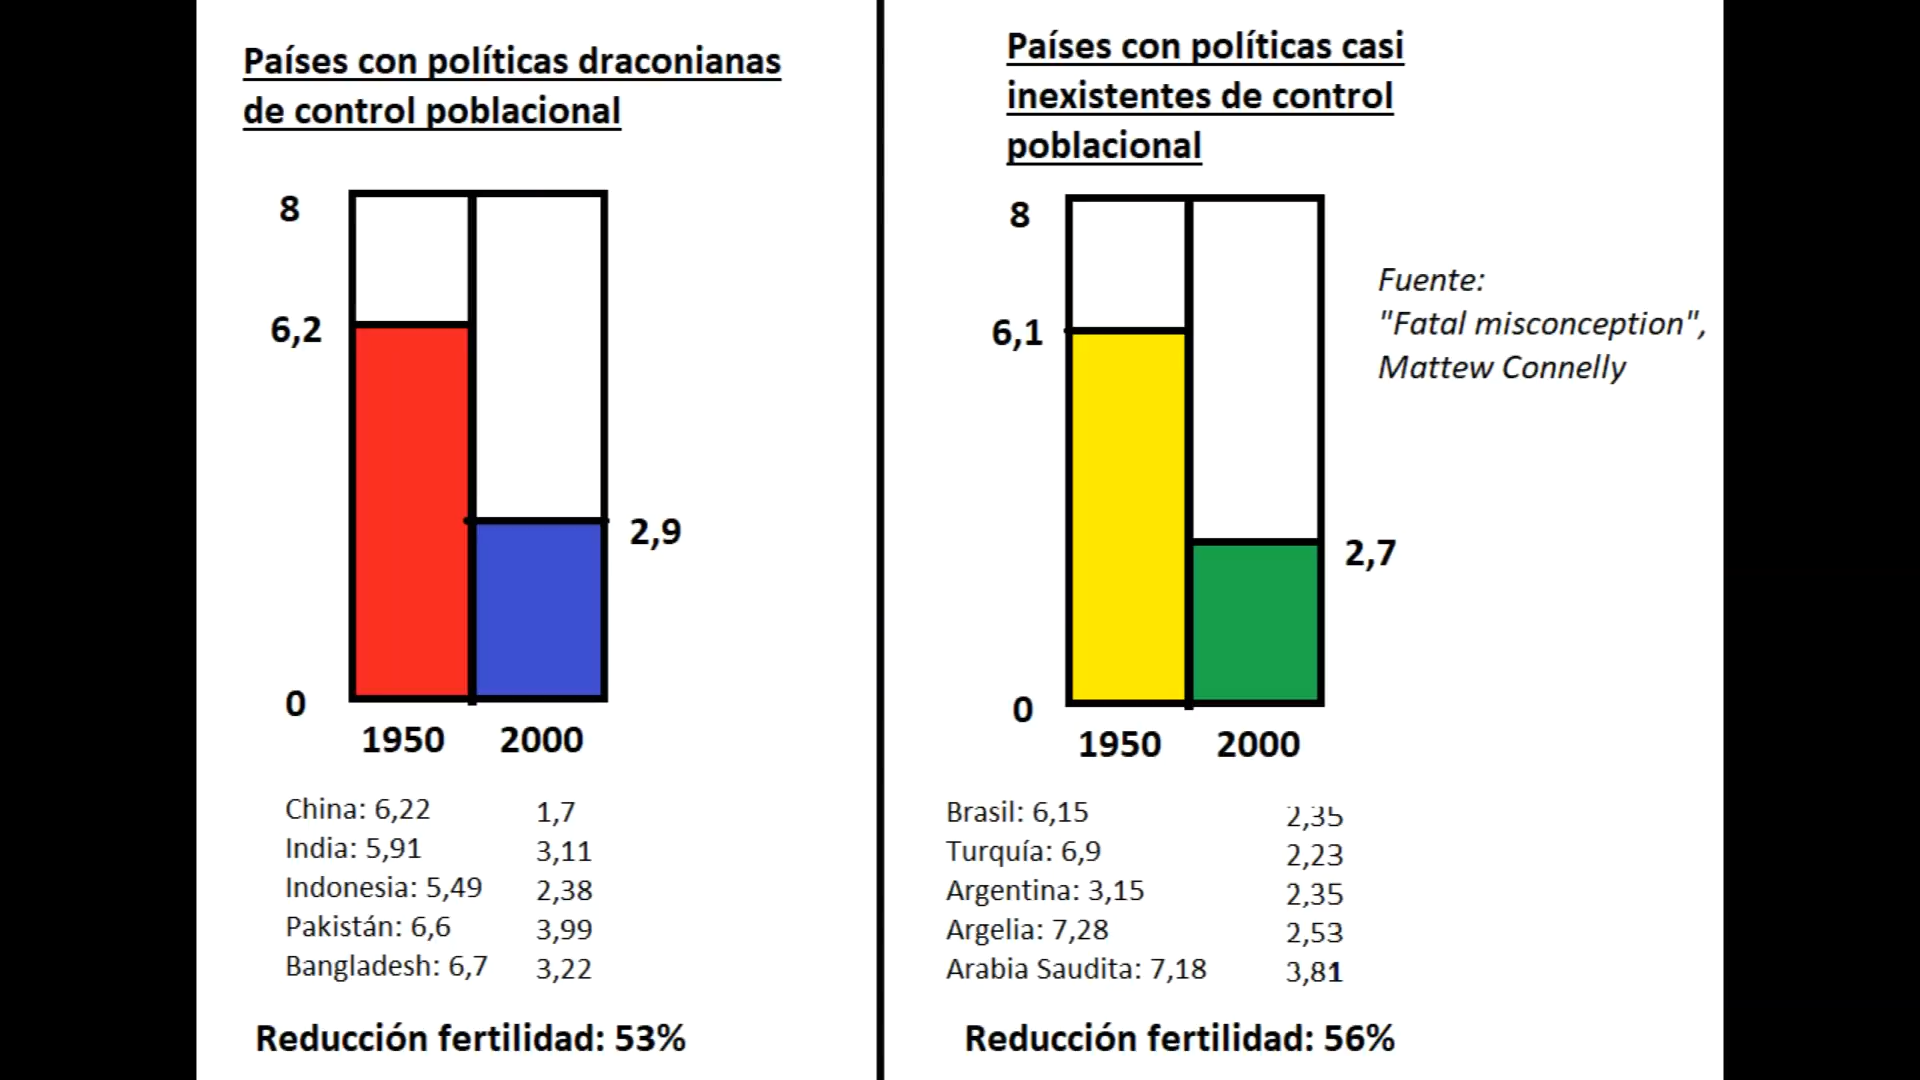 Países con políticas draconianas
de control poblacional
8
6,2
2,9
0
1950 2000
China: 6,22 1,7
India: 5,91 3,11
Indonesia: 5,49 2,38
Pakistán: 6,6 3,99
Bangladesh: 6,7 3,22
Reducción fertilidad: 53%
Países con políticas casi
inexistentes de control
poblacional
8
6,1
2,7
0
1950 2000
Fuente:
"Fatal misconception",
Mattew Connelly
Brasil: 6,15 2,35
Turquía: 6,9 2,23
Argentina: 3,15 2,35
Argelia: 7,28 2,53
Arabia Saudita: 7,18 3,81
Reducción fertilidad: 56%